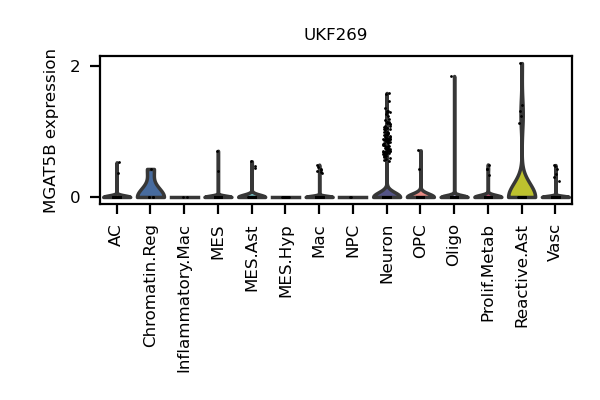 UKF269
MGAT5B expression
2
0
AC
Chromatin.Reg
Inflammatory.Mac
MES
MES.Ast
MES.Hyp
Mac
NPC
Neuron
OPC
Oligo
Prolif.Metab
Reactive.Ast
Vasc